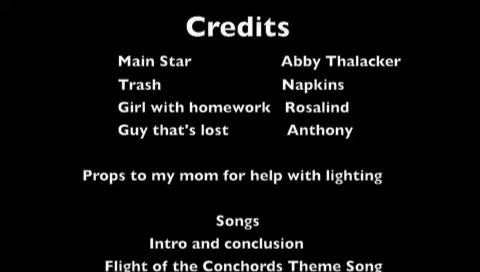 Credits
Main Star Abby Thalacker
Trash Napkins
Girl with homework Rosalind
Guy that's lost Anthony
Props to my mom for help with lighting
Songs
Intro and conclusion
Flight of the Conchords Theme Song